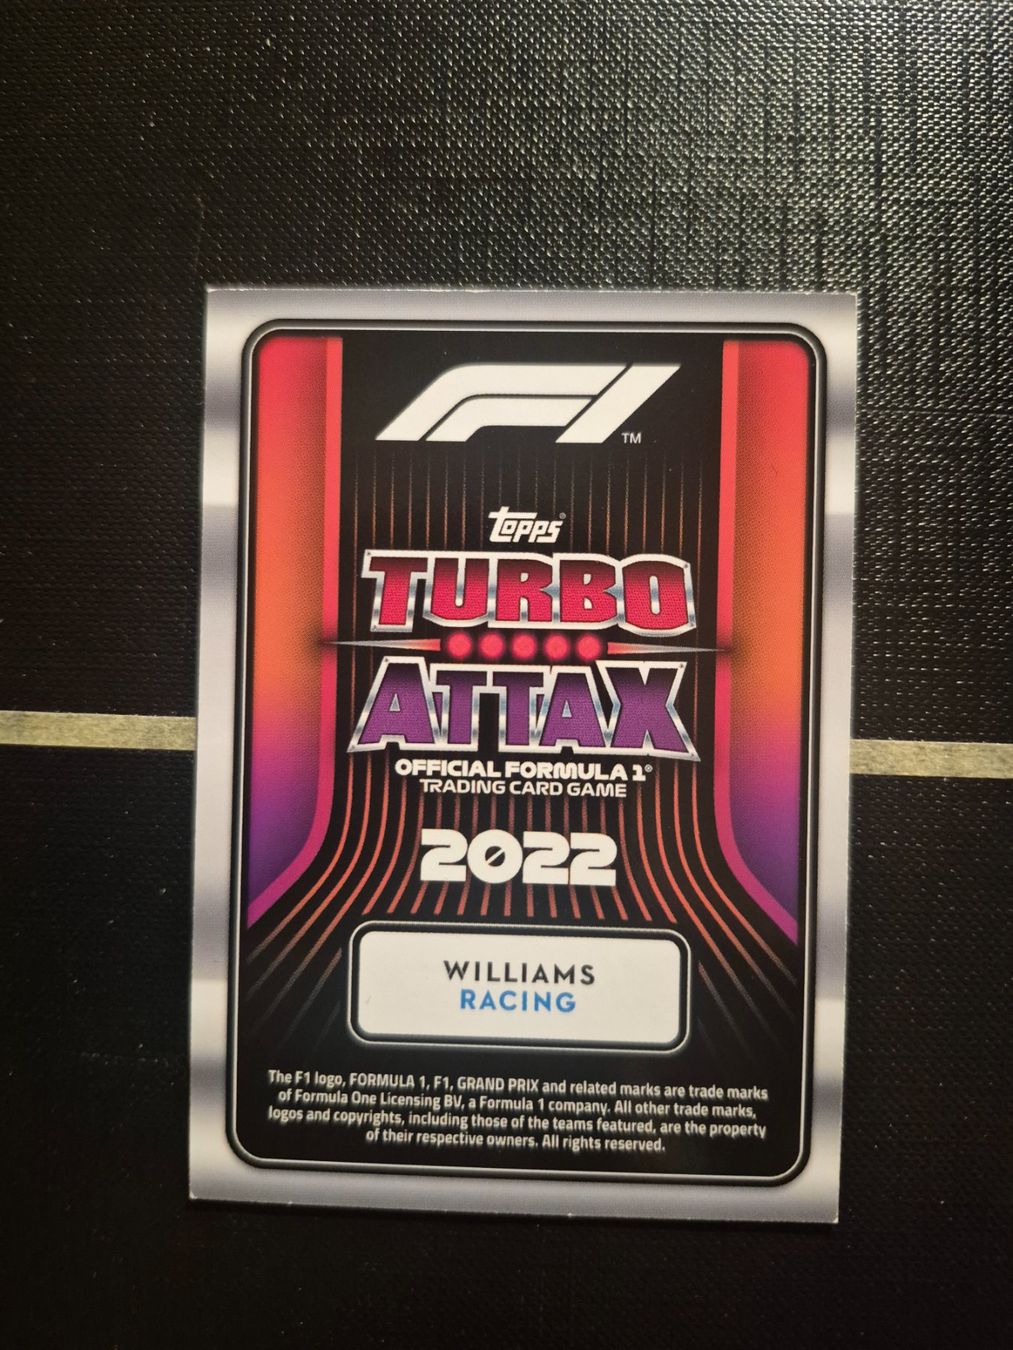 F1 ™
Topps®
TURBO
ATTAX
OFFICIAL FORMULA 1®
TRADING CARD GAME
2022
WILLIAMS
RACING
The F1 logo, FORMULA 1, F1, GRAND PRIX and related marks are trade marks
of Formula One Licensing BV, a Formula 1 company. All other trade marks,
logos and copyrights, including those of the teams featured, are the property
of their respective owners. All rights reserved.